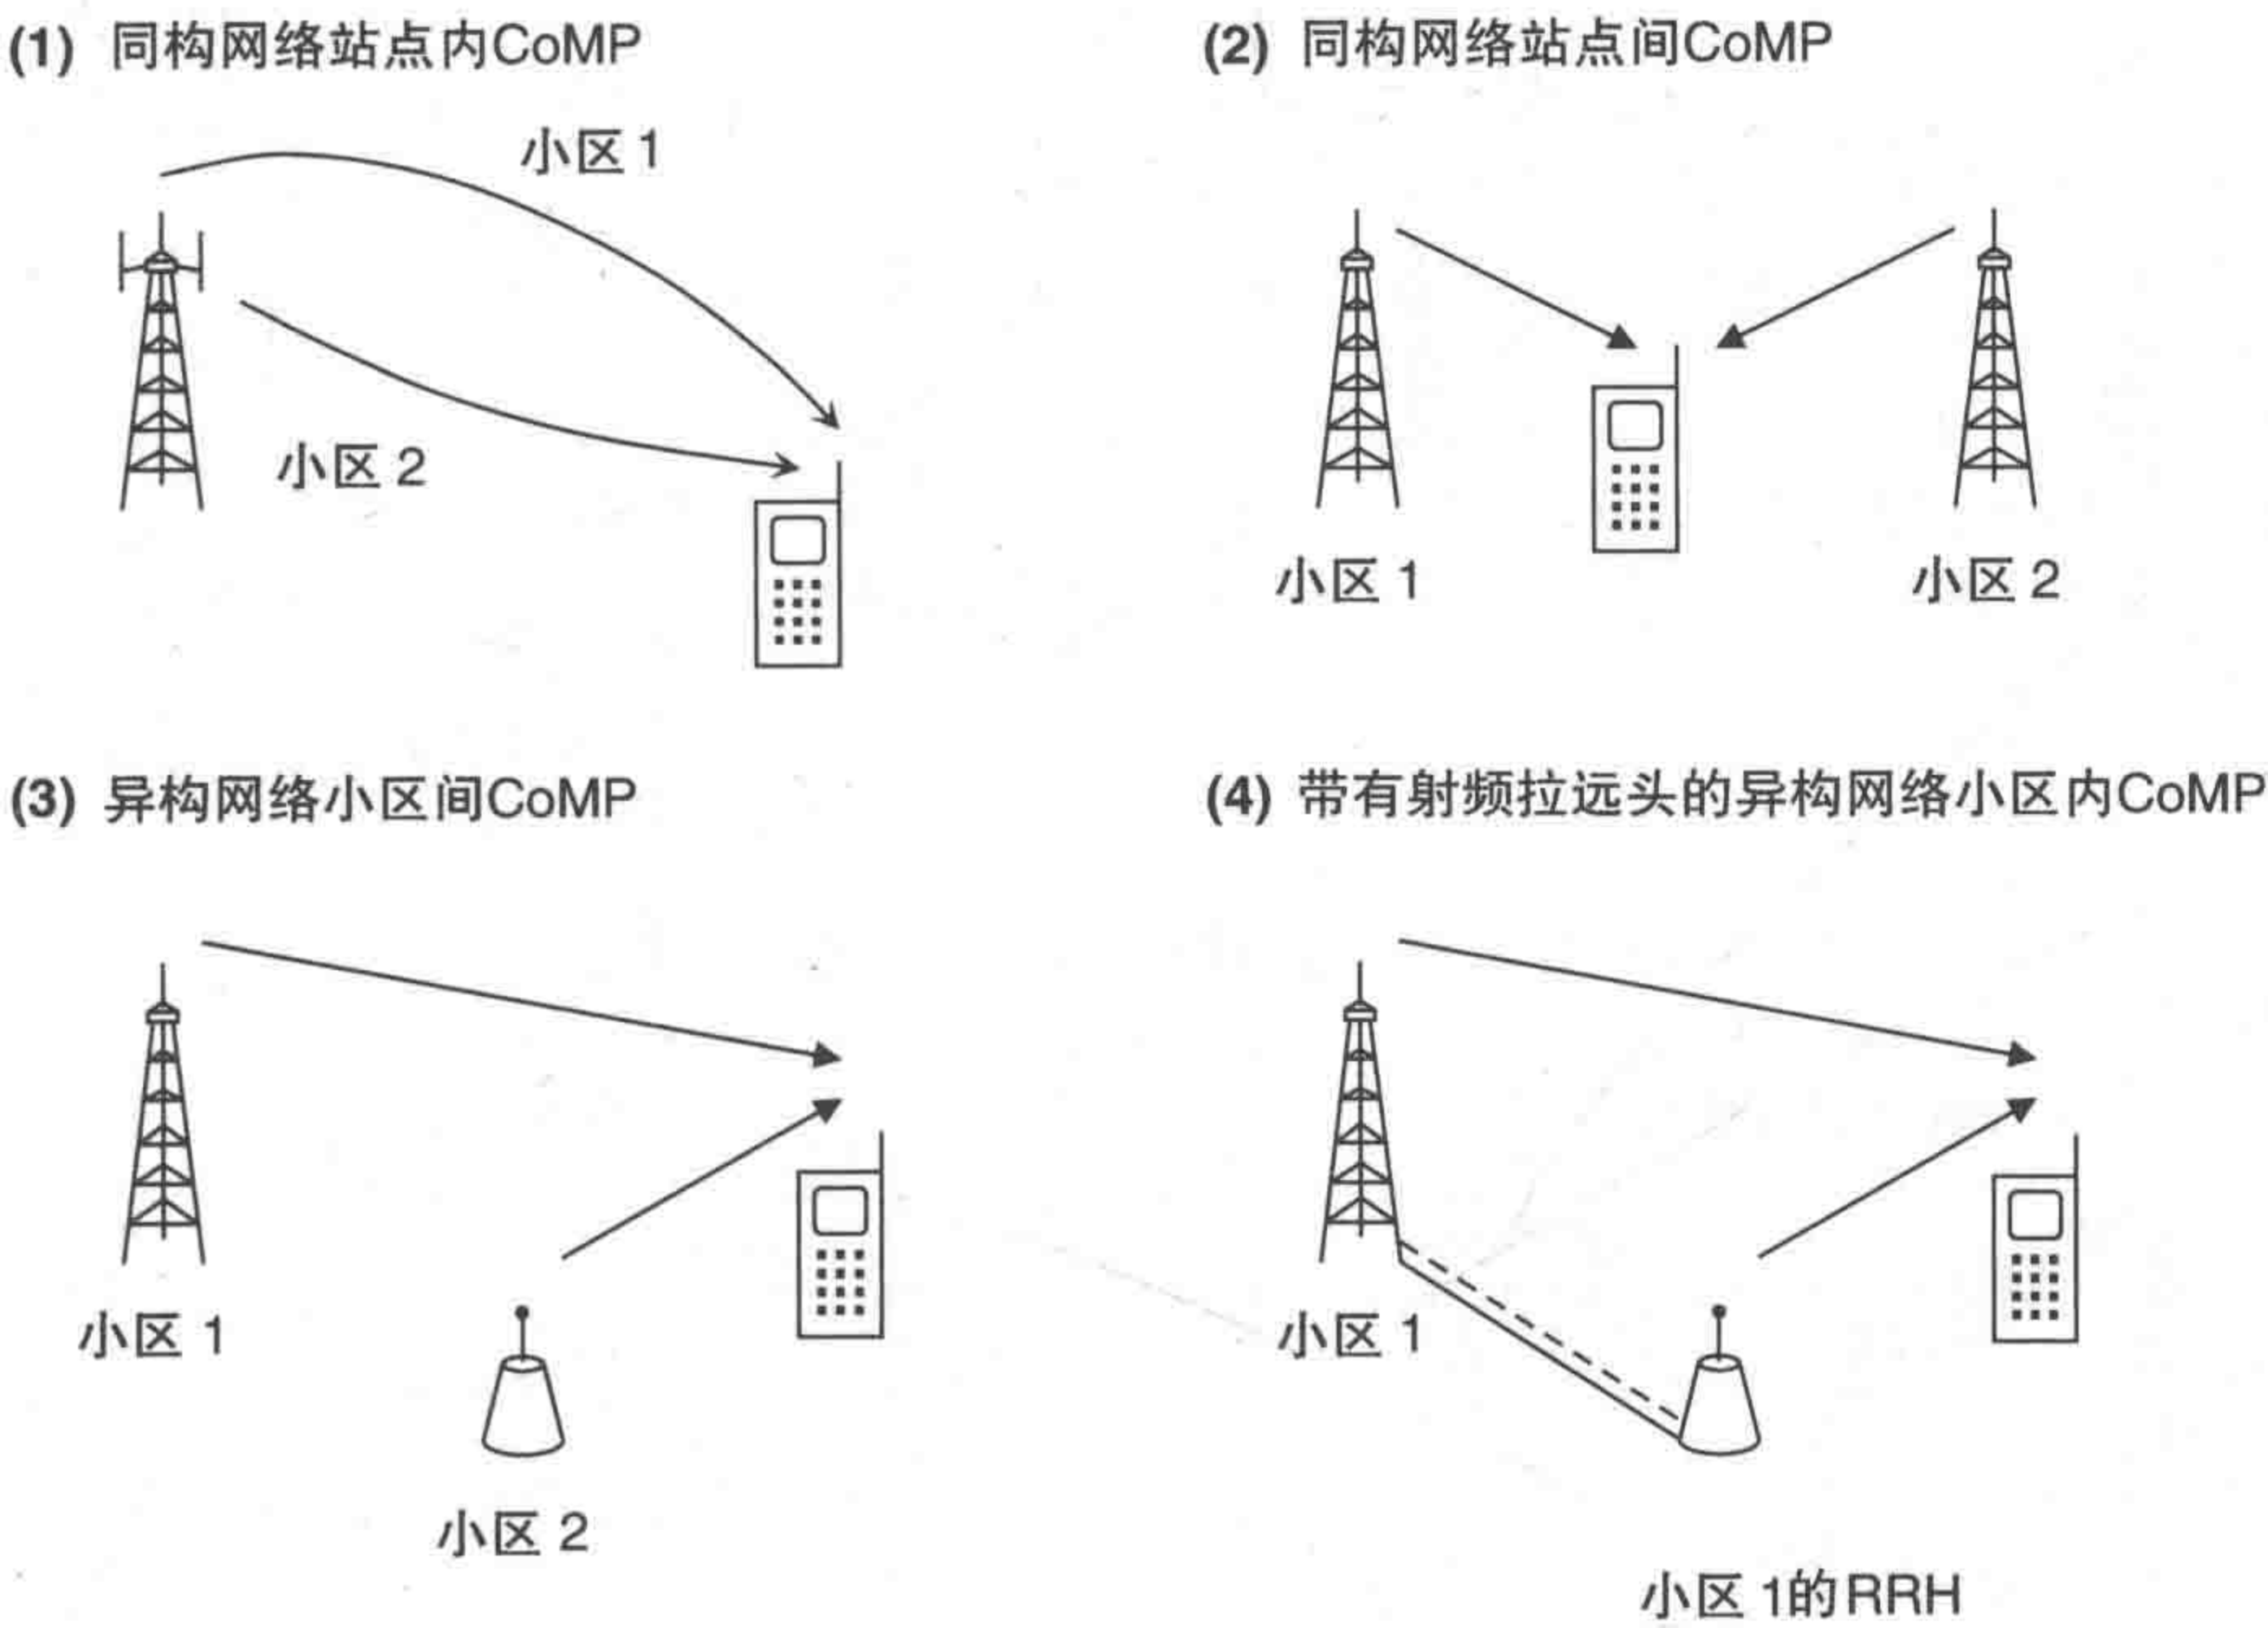 (1) 同构网络站点内CoMP
小区 1
小区 2
(2) 同构网络站点间CoMP
小区 1
小区 2
(3) 异构网络小区间CoMP
小区 1
小区 2
(4) 带有射频拉远头的异构网络小区内CoMP
小区 1
小区 1的RRH